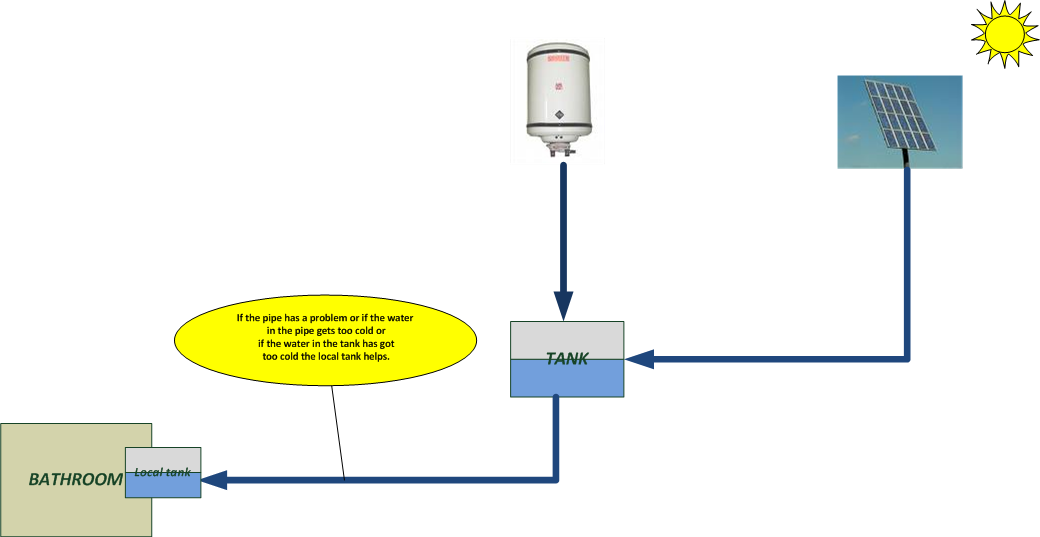 If the pipe has a problem or if the water
in the pipe gets too cold or
if the water in the tank has got
too cold the local tank helps.
TANK
Local tank
BATHROOM